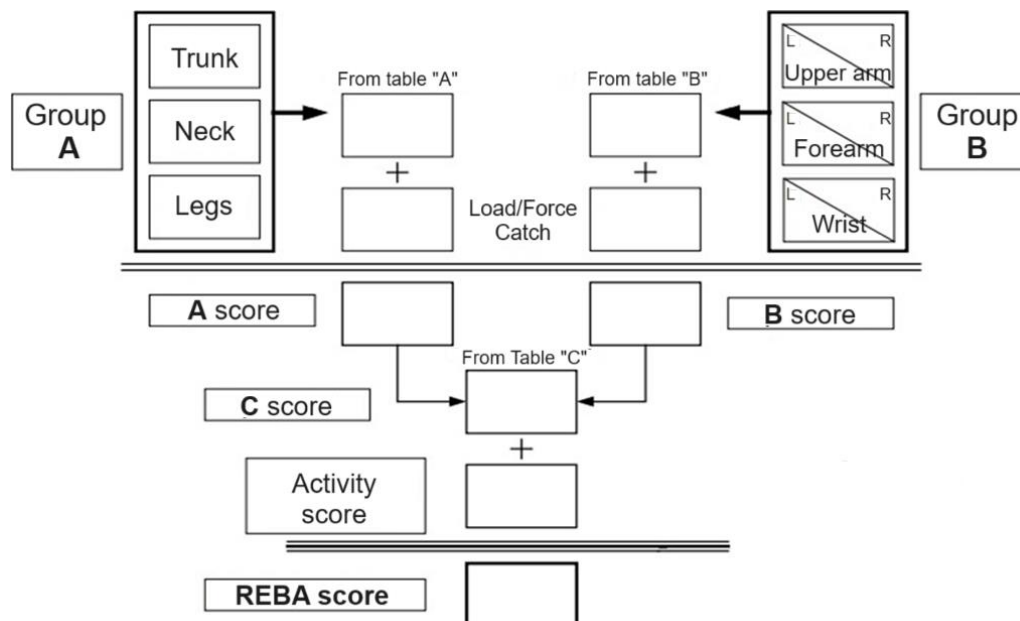 Trunk
Neck
Legs
Group
A
From table "A"
+
From table "B"
+
Load/Force
Catch
L R
Upper arm
L R
Forearm
L R
Wrist
Group
B
A score
B score
From Table "C"
C score
+
Activity
score
REBA score